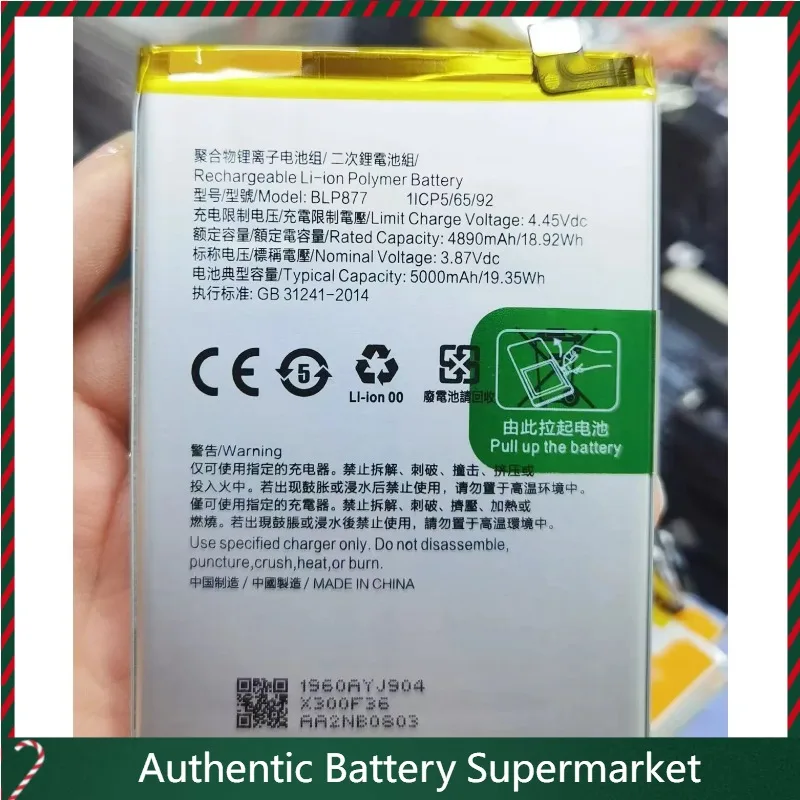 聚合物锂离子电池组/二次鋰電池組/
Rechargeable Li-ion Polymer Battery
型号/型號/Model: BLP877 1ICP5/65/92
充电限制电压/充電限制電壓/Limit Charge Voltage: 4.45Vdc
额定容量/額定電容量/Rated Capacity: 4890mAh/18.92Wh
标称电压/標稱電壓/Nominal Voltage: 3.87Vdc
电池典型容量/Typical Capacity: 5000mAh/19.35Wh
执行标准: GB 31241-2014
CE
5
Li-ion 00
廢電池請回收
由此拉起电池
Pull up the battery
警告/Warning
仅可使用指定的充电器。禁止拆解、刺破、撞击、挤压或
投入火中。若出现鼓胀或浸水后禁止使用，请勿置于高温环境中。
僅可使用指定的充電器。禁止拆解、刺破、擠壓、加熱或
燃燒。若出現鼓脹或浸水後禁止使用，請勿置于高溫環境中。
Use specified charger only. Do not disassemble,
puncture,crush,heat,or burn.
中国制造 / 中國製造 / MADE IN CHINA
1960AYJ904
X300F36
AA2NB0803
Authentic Battery Supermarket